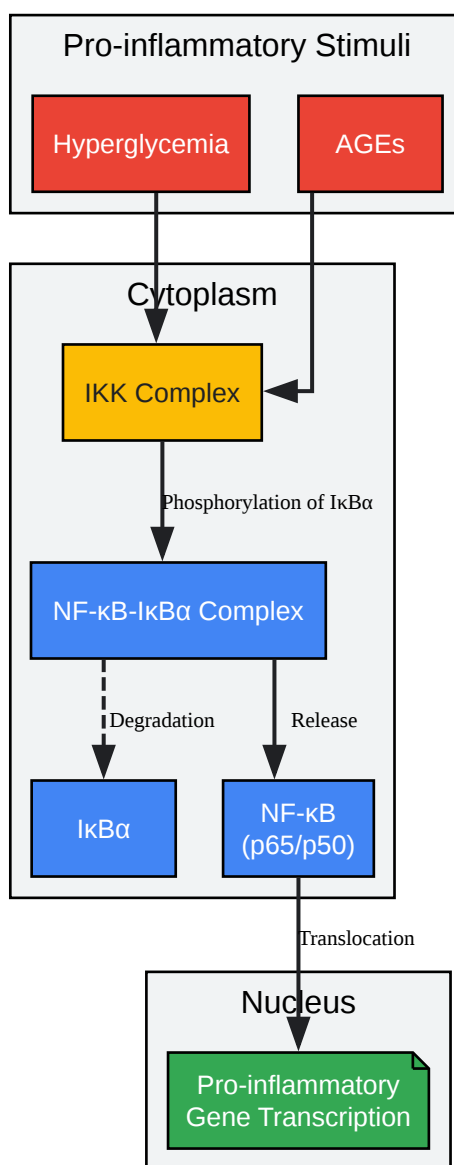 Pro-inflammatory Stimuli
Hyperglycemia
AGEs
Cytoplasm
IKK Complex
Phosphorylation of IκBα
NF-κB-IκBα Complex
Degradation
Release
IκBα
NF-κB
(p65/p50)
Translocation
Nucleus
Pro-inflammatory
Gene Transcription